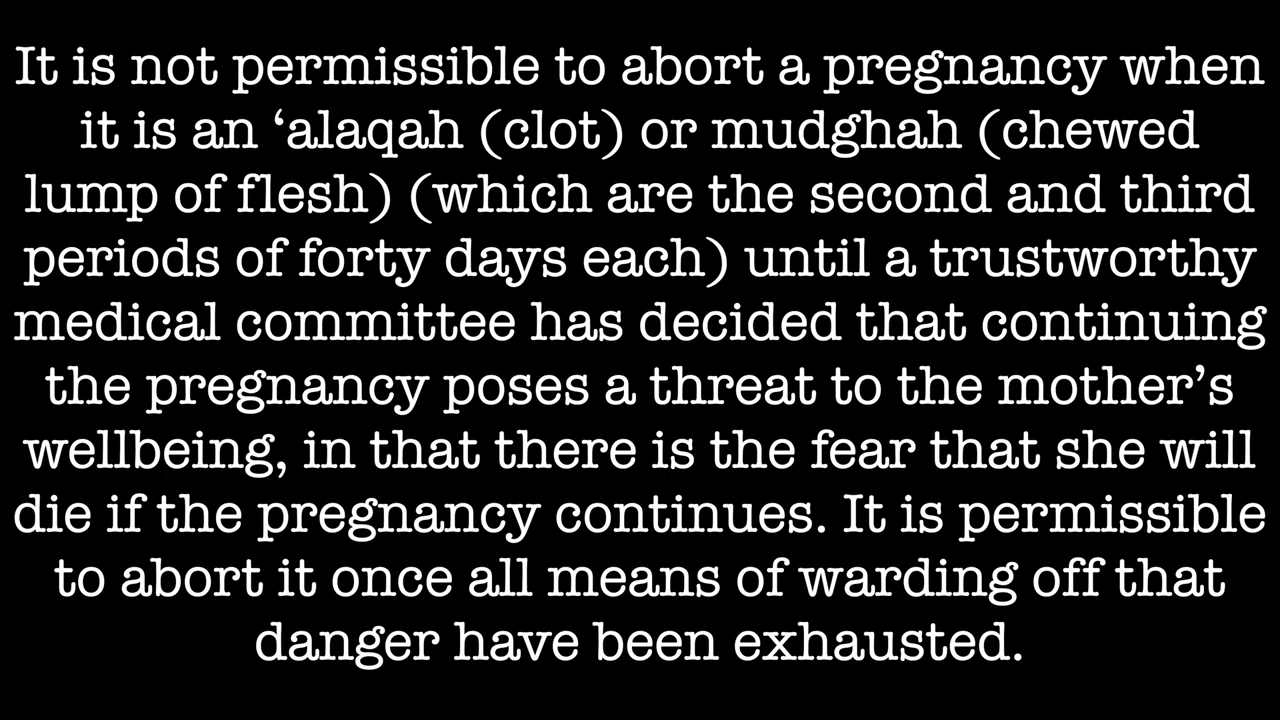 It is not permissible to abort a pregnancy when
it is an ‘alaqah (clot) or mudghah (chewed
lump of flesh) (which are the second and third
periods of forty days each) until a trustworthy
medical committee has decided that continuing
the pregnancy poses a threat to the mother’s
wellbeing, in that there is the fear that she will
die if the pregnancy continues. It is permissible
to abort it once all means of warding off that
danger have been exhausted.